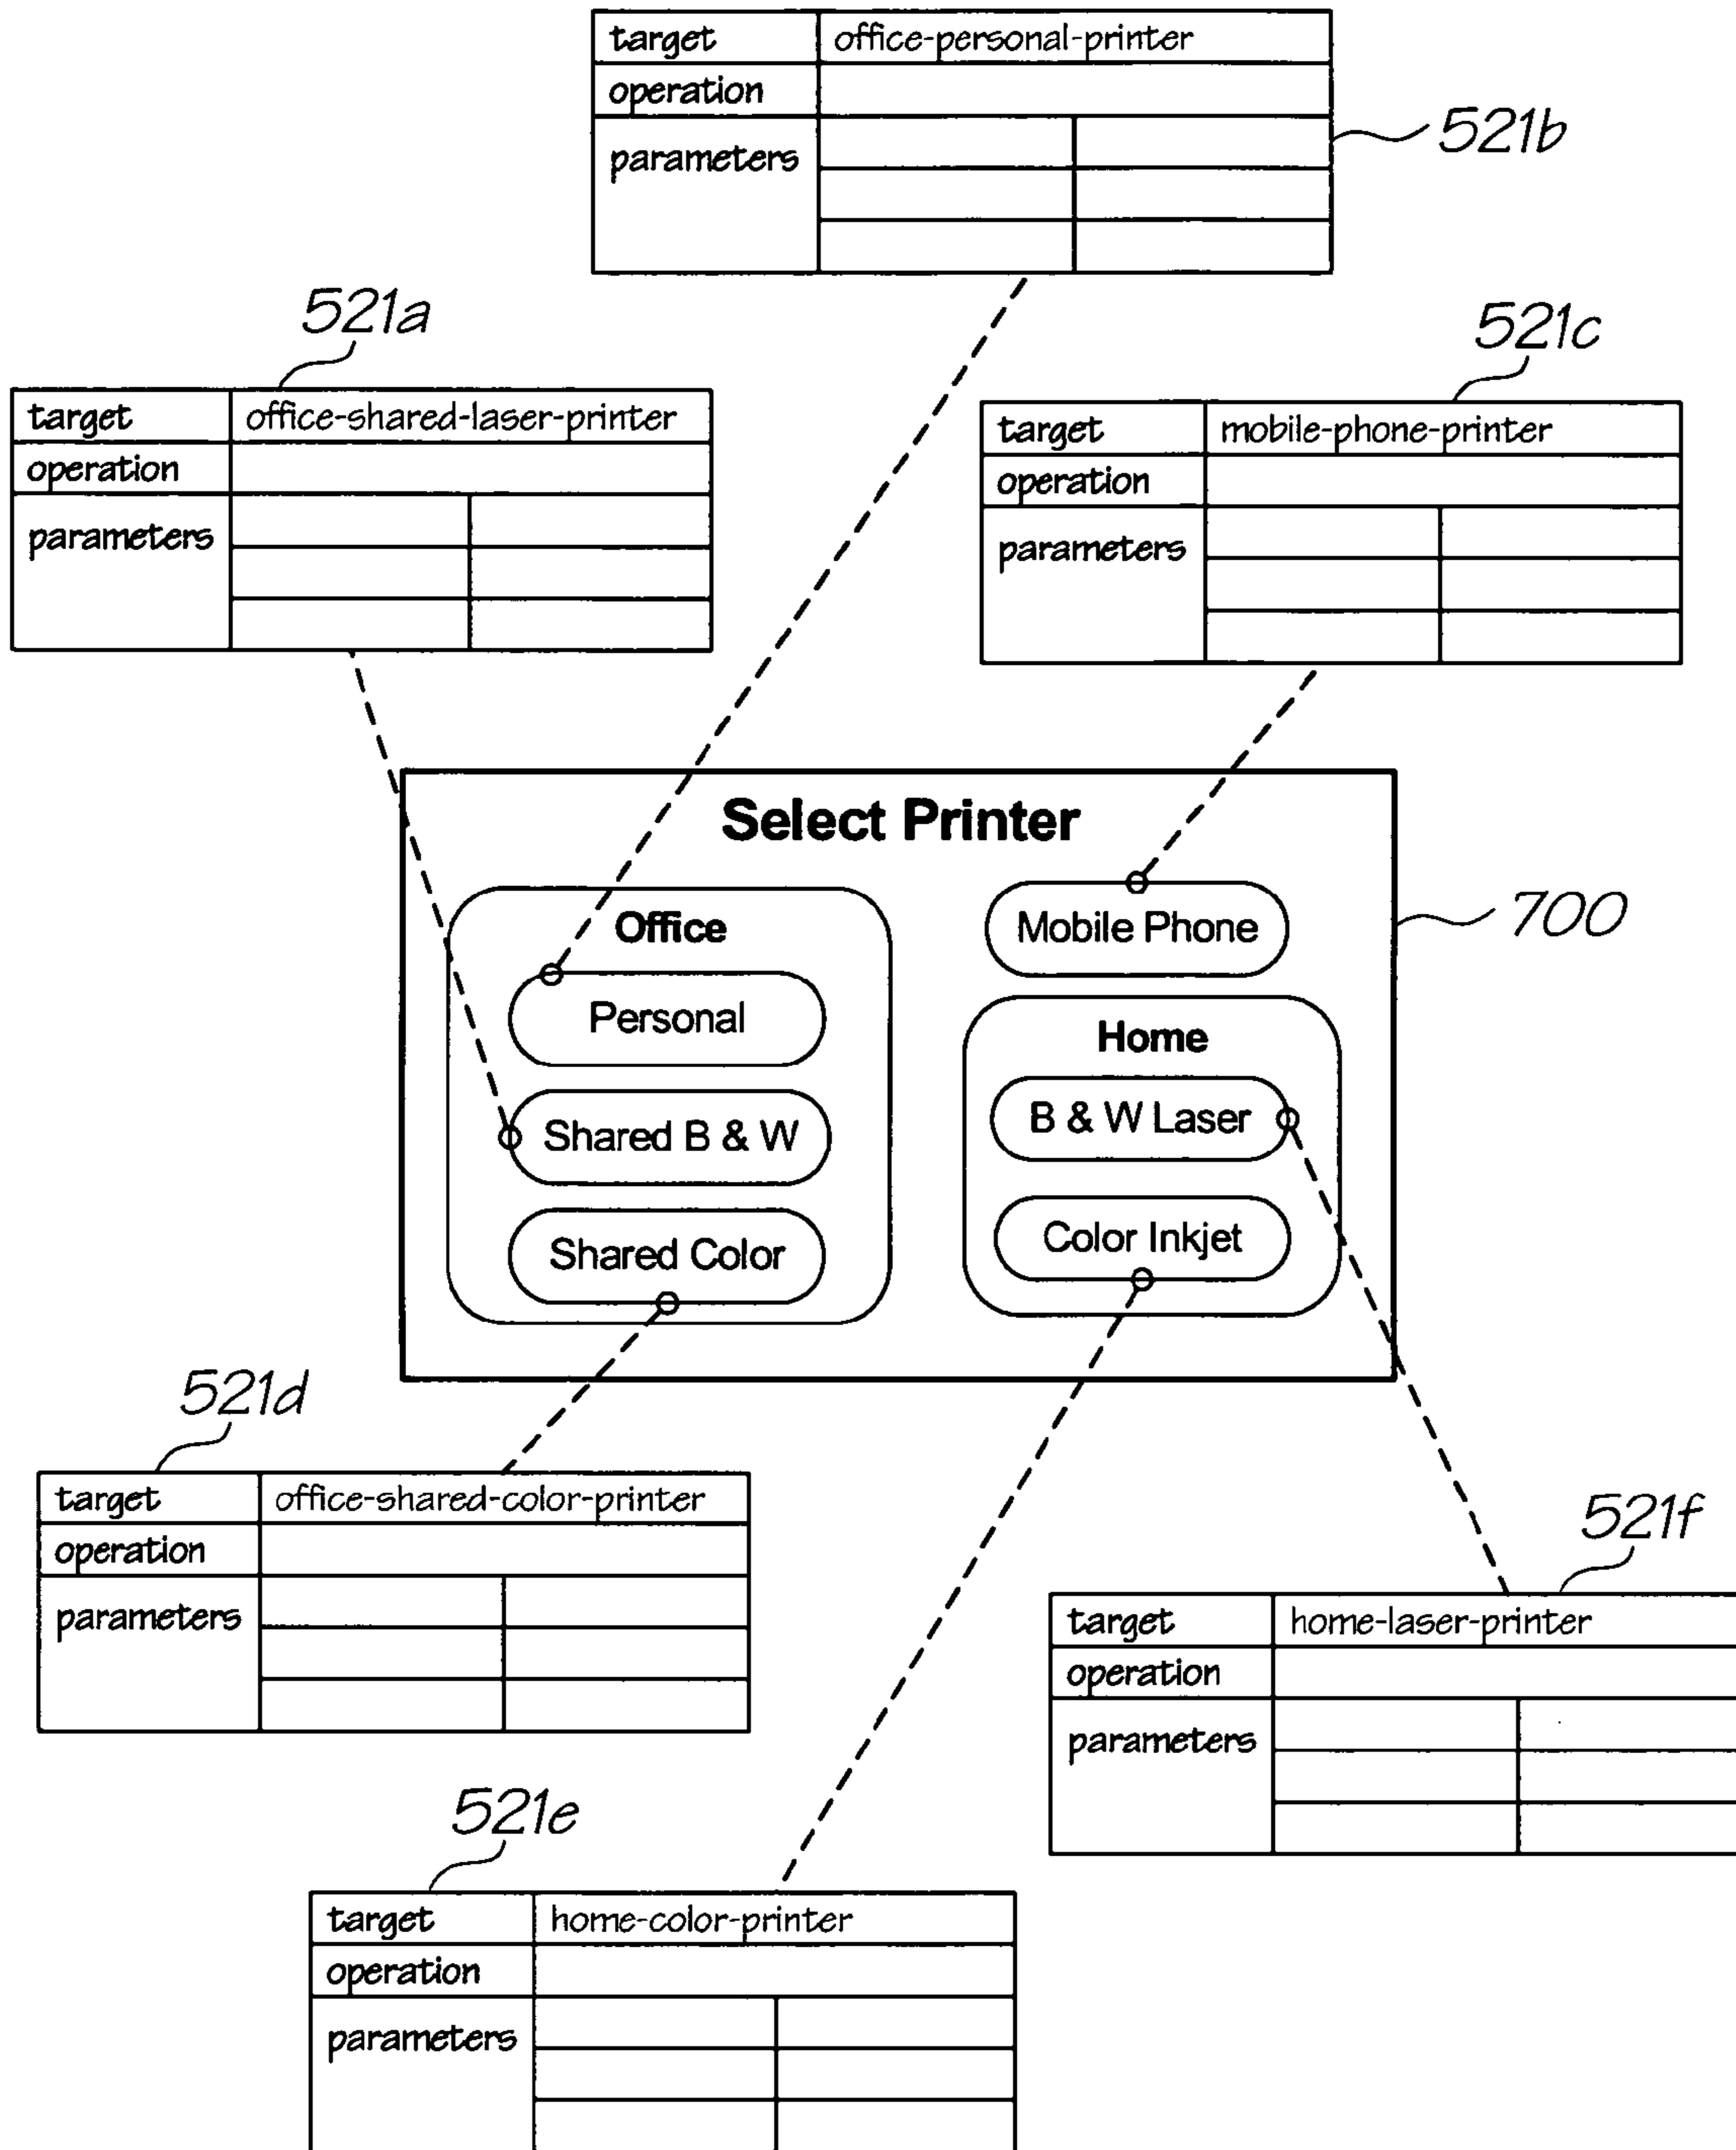 target office-personal-printer
operation
parameters
521b
521a
target office-shared-laser-printer
operation
parameters
521c
target mobile-phone-printer
operation
parameters
Select Printer
700
Office
Personal
Shared B & W
Shared Color
Mobile Phone
Home
B & W Laser
Color Inkjet
521d
target office-shared-color-printer
operation
parameters
521f
target home-laser-printer
operation
parameters
521e
target home-color-printer
operation
parameters